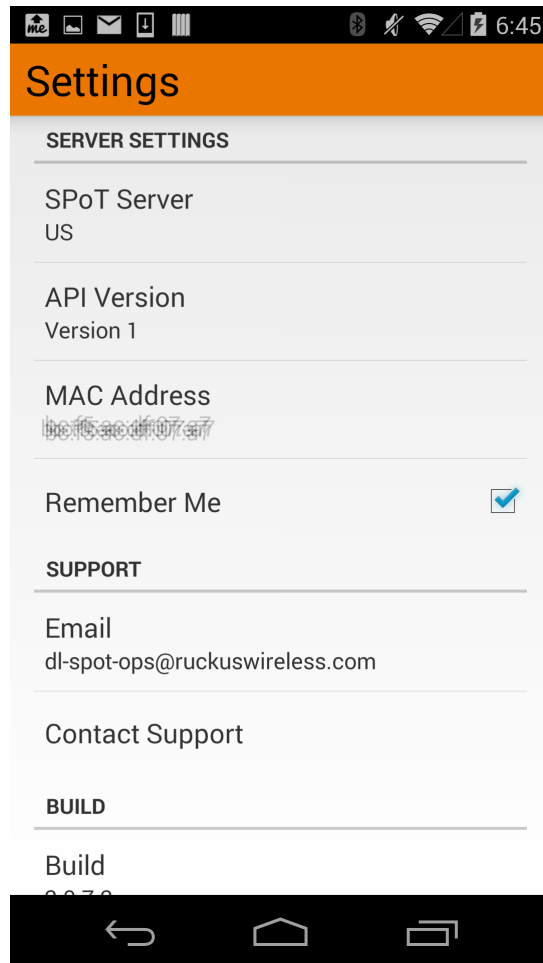 me
6:45
Settings
SERVER SETTINGS
SPoT Server
US
API Version
Version 1
MAC Address
Remember Me
SUPPORT
Email
dl-spot-ops@ruckuswireless.com
Contact Support
BUILD
Build